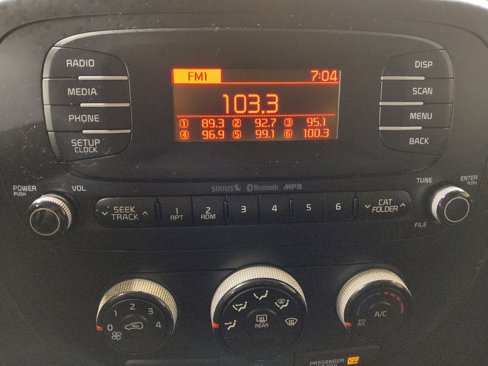 RADIO
MEDIA
PHONE
SETUP
CLOCK
FM1 7:04
103.3
1 89.3 2 92.7 3 95.1
4 96.9 5 99.1 6 100.3
DISP
SCAN
MENU
BACK
SIRIUS Bluetooth MP3
POWER
PUSH
VOL
SEEK
TRACK
1
RPT
2
RDM
3
4
5
6
CAT
FOLDER
TUNE
ENTER
PUSH
FILE
0 1 2 3 4
REAR
A/C
PASSENGER